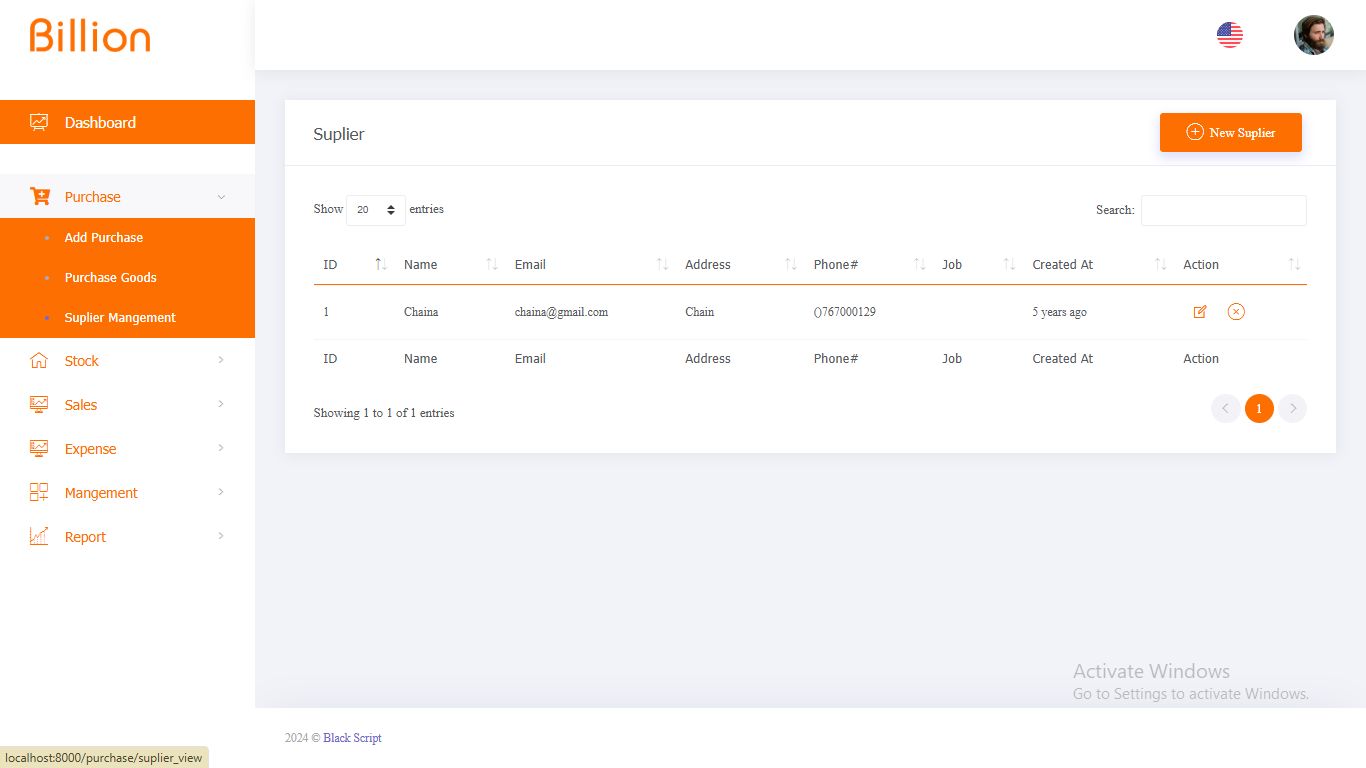 Billion
Dashboard
Purchase
Add Purchase
Purchase Goods
Suplier Mangement
Stock
Sales
Expense
Mangement
Report
Suplier
New Suplier
Show 20 entries
Search:
ID Name Email Address Phone# Job Created At Action
1 Chaina chaina@gmail.com Chain ()767000129 5 years ago
ID Name Email Address Phone# Job Created At Action
Showing 1 to 1 of 1 entries
1
Activate Windows
Go to Settings to activate Windows.
2024 © Black Script
localhost:8000/purchase/suplier_view